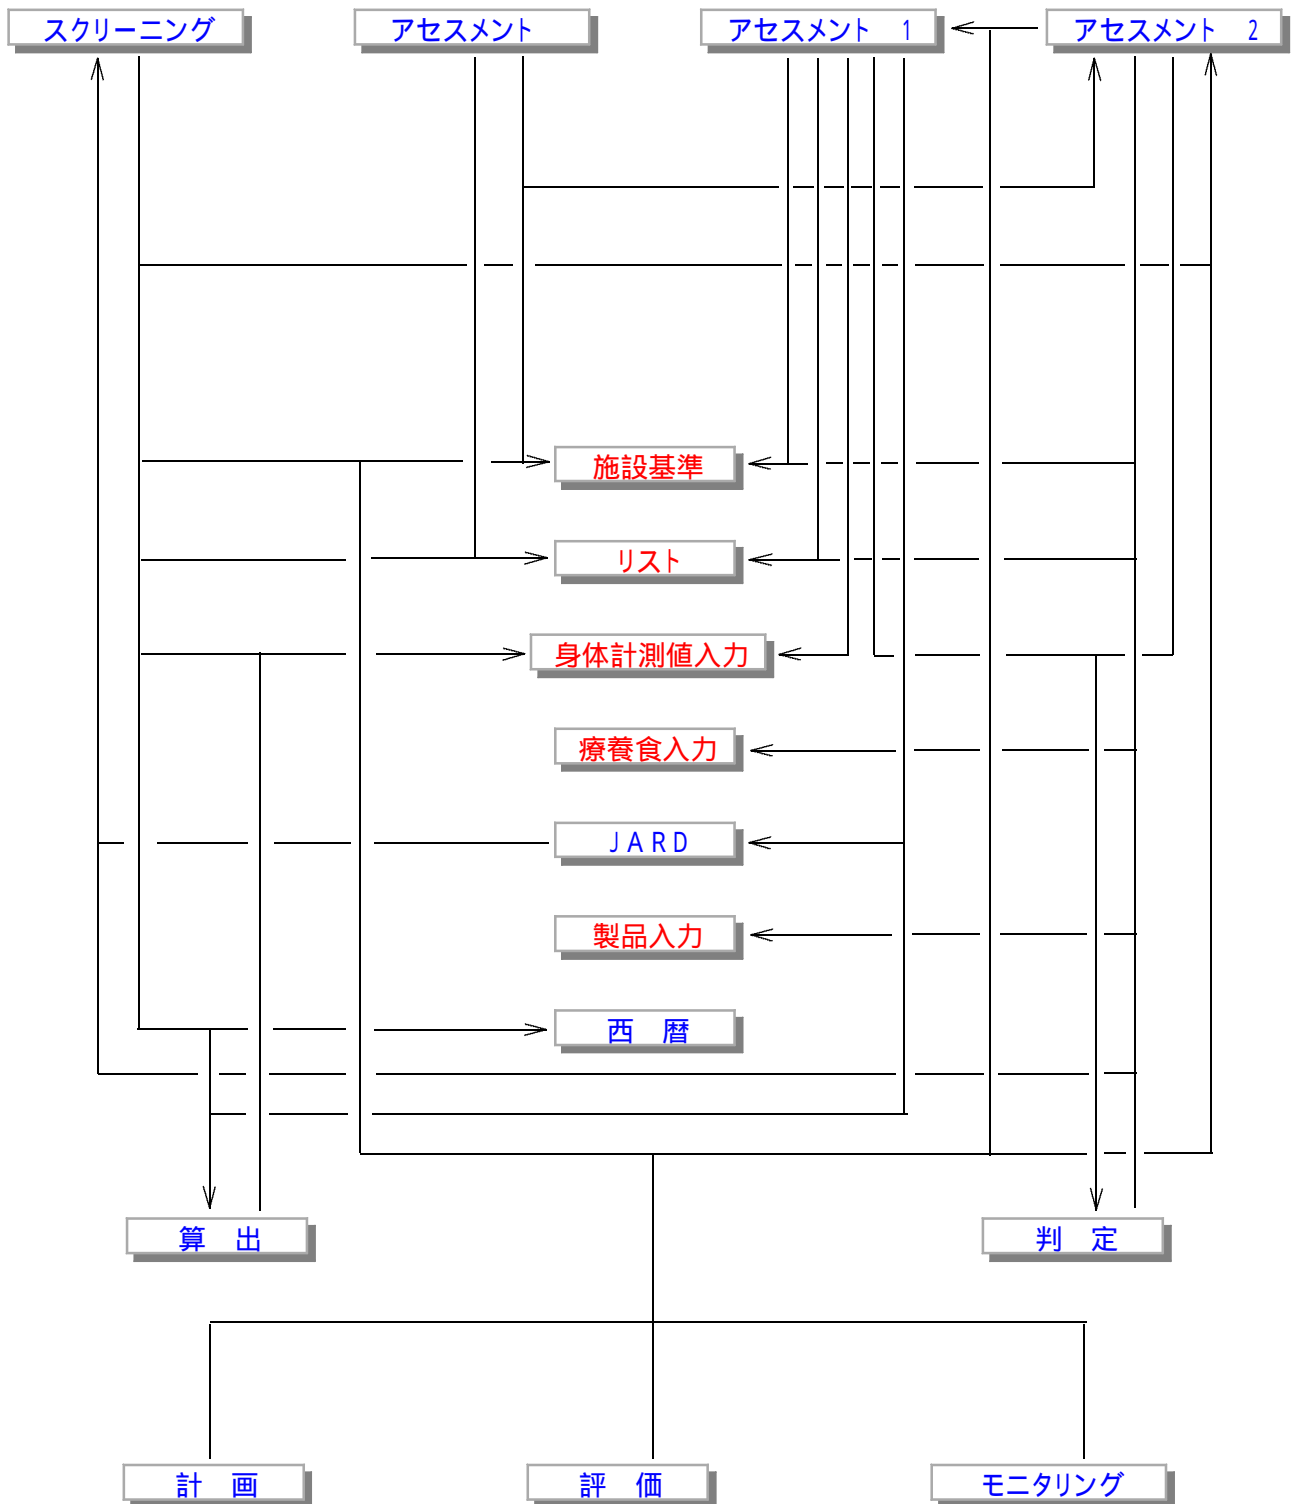 スクリーニング
アセスメント
アセスメント　1
アセスメント　2
施設基準
リスト
身体計測値入力
療養食入力
ＪＡＲＤ
製品入力
西　暦
算　出
判　定
計　画
評　価
モニタリング